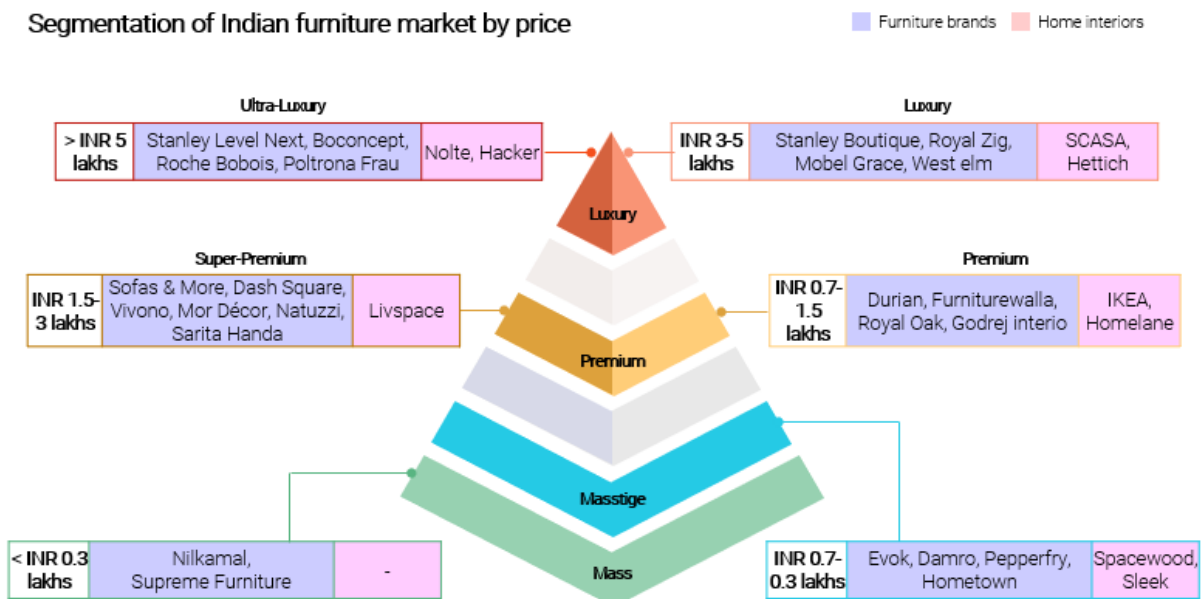 Segmentation of Indian furniture market by price
Furniture brands
Home interiors
Ultra-Luxury
> INR 5
lakhs
Stanley Level Next, Boconcept,
Roche Bobois, Poltrona Frau
Nolte, Hacker
Luxury
INR 3-5
lakhs
Stanley Boutique, Royal Zig,
Mobel Grace, West elm
SCASA,
Hettich
Luxury
Super-Premium
INR 1.5-
3 lakhs
Sofas & More, Dash Square,
Vivono, Mor Décor, Natuzzi,
Sarita Handa
Livspace
Premium
INR 0.7-
1.5
lakhs
Durian, Furniturewalla,
Royal Oak, Godrej interio
IKEA,
Homelane
Premium
Masstige
Mass
< INR 0.3
lakhs
Nilkamal,
Supreme Furniture
-
INR 0.7-
0.3 lakhs
Evok, Damro, Pepperfry,
Hometown
Spacewood,
Sleek